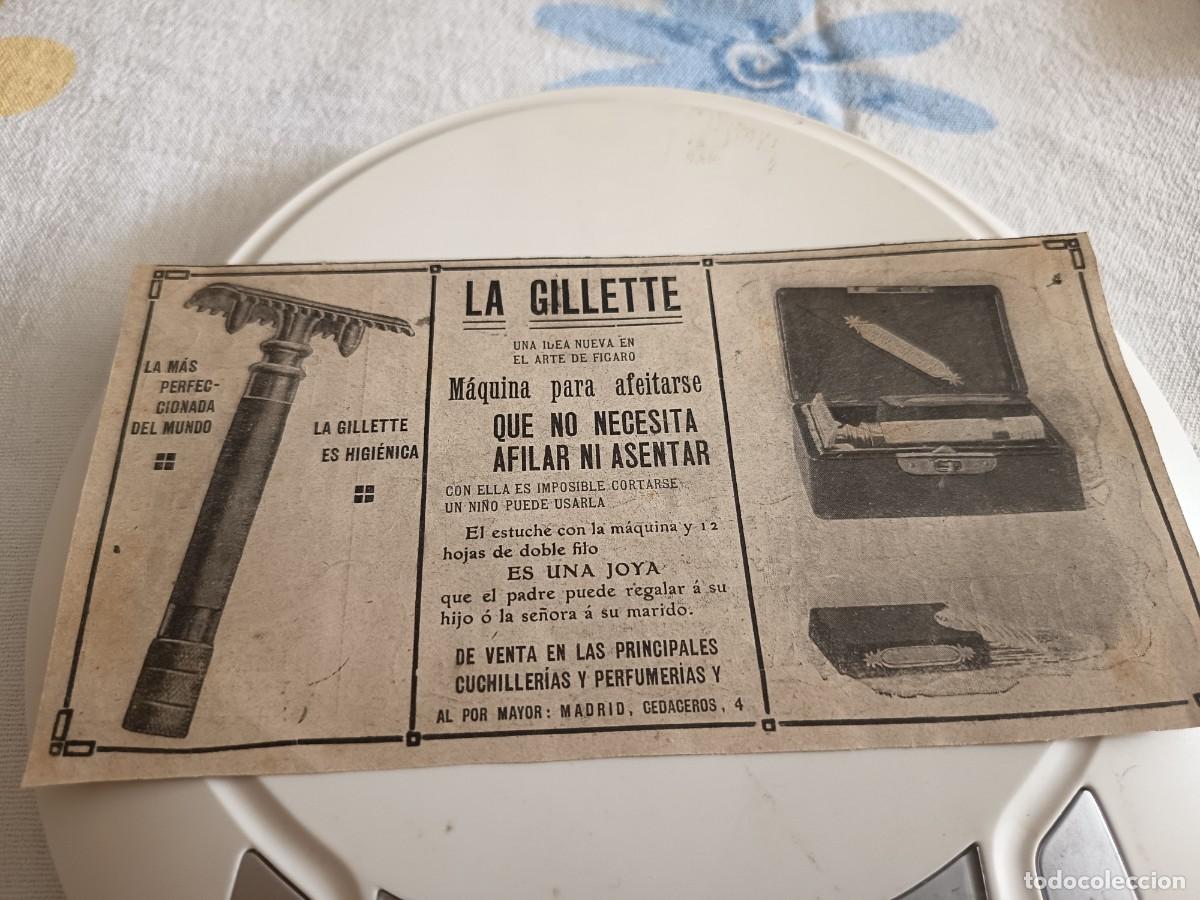 LA MÁS
PERFEC-
CIONADA
DEL MUNDO
LA GILLETTE
ES HIGIÉNICA
LA GILLETTE
UNA IDEA NUEVA EN
EL ARTE DE FIGARO
Máquina para afeitarse
QUE NO NECESITA
AFILAR NI ASENTAR
CON ELLA ES IMPOSIBLE CORTARSE
UN NIÑO PUEDE USARLA
El estuche con la máquina y 12
hojas de doble filo
ES UNA JOYA
que el padre puede regalar á su
hijo ó la señora á su marido.
DE VENTA EN LAS PRINCIPALES
CUCHILLERÍAS Y PERFUMERÍAS Y
AL POR MAYOR: MADRID, CEDACEROS, 4
todocoleccion